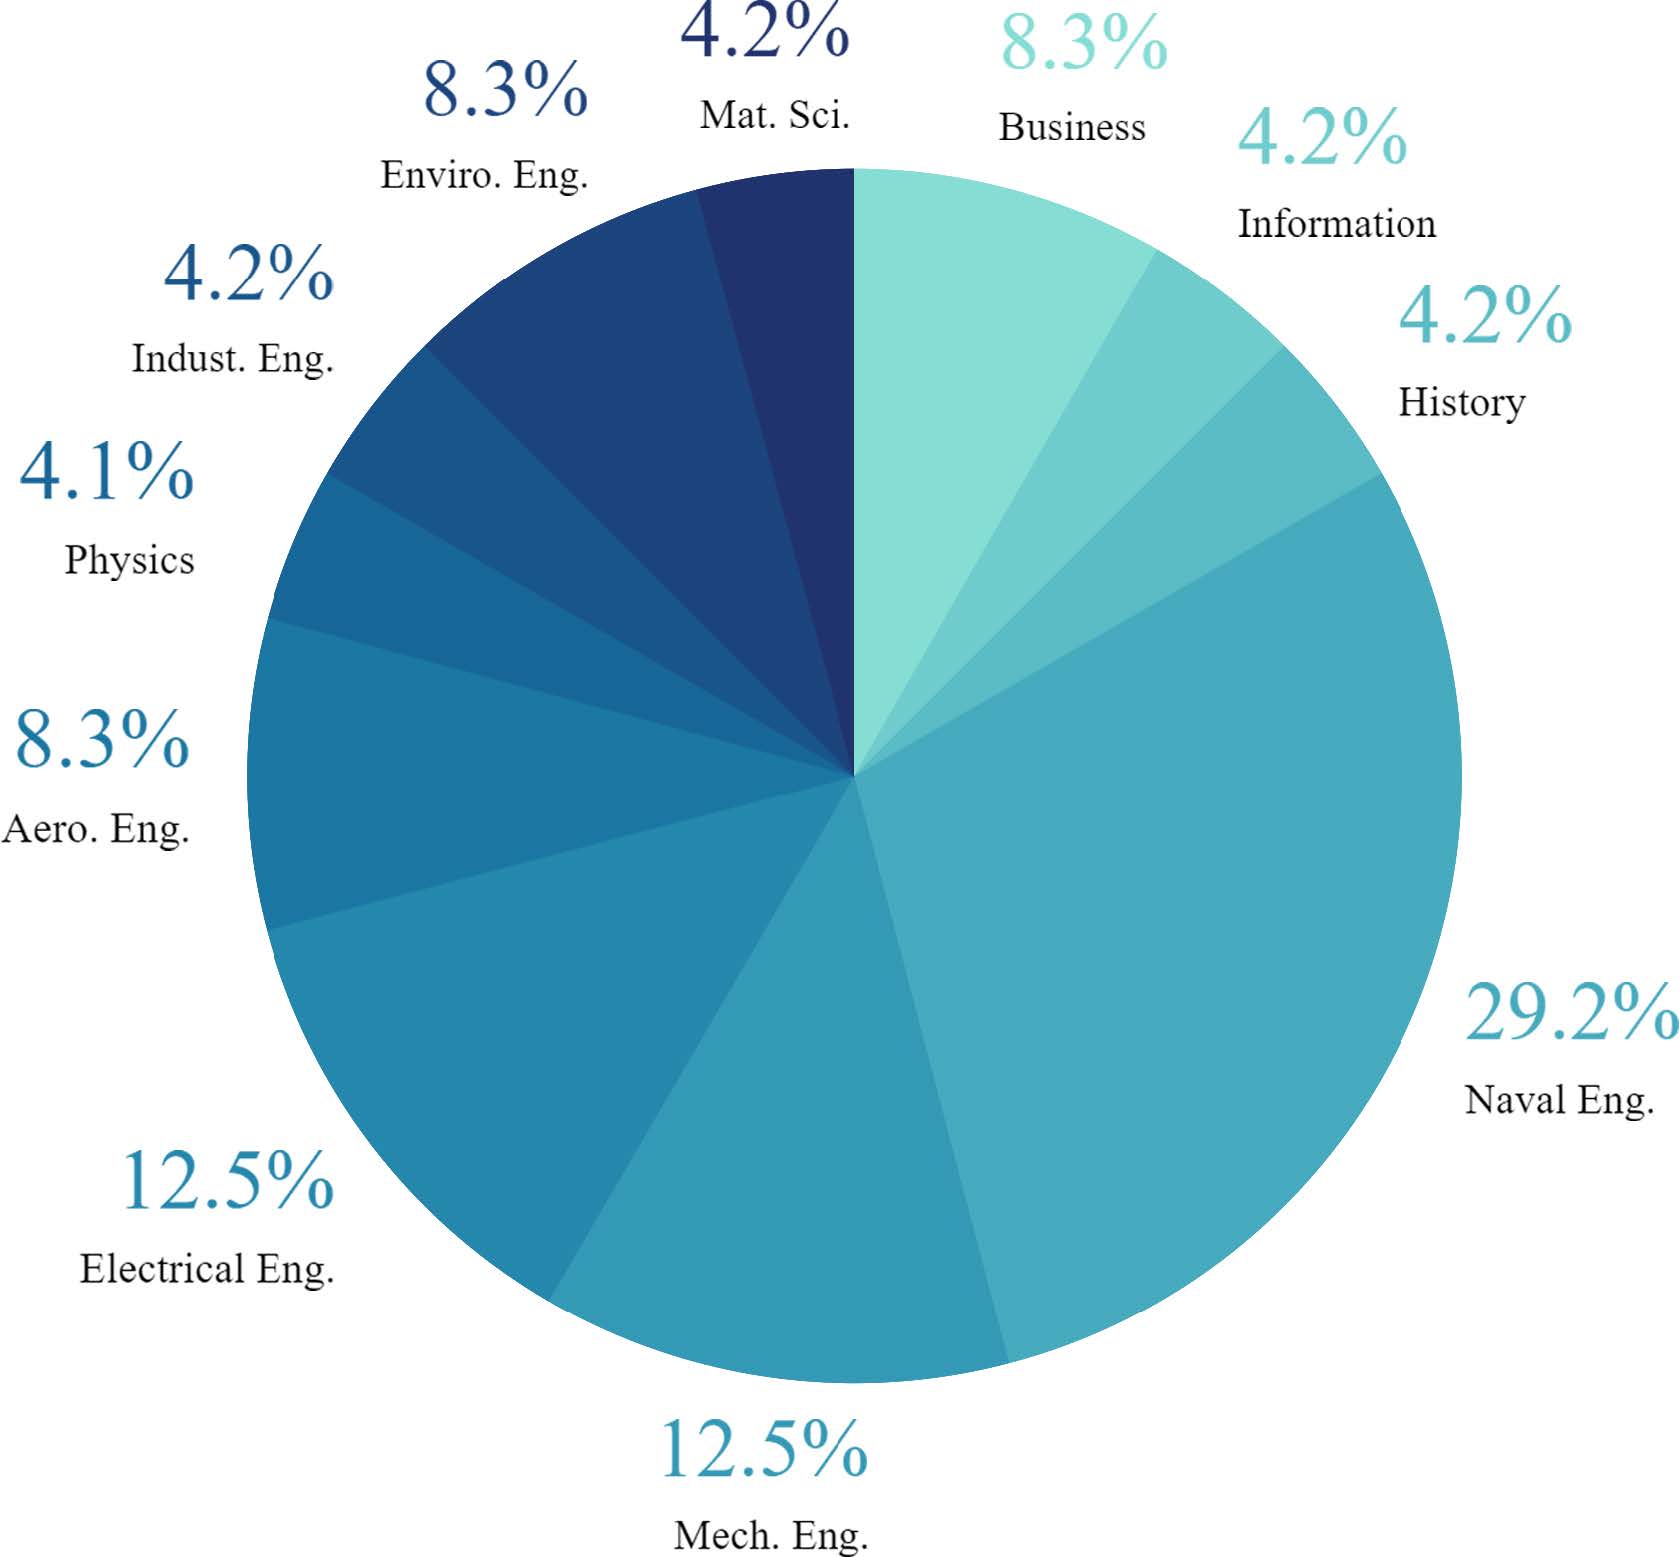 4.2%
Mat. Sci.
8.3%
Business
4.2%
Information
4.2%
History
29.2%
Naval Eng.
12.5%
Mech. Eng.
12.5%
Electrical Eng.
8.3%
Aero. Eng.
4.1%
Physics
4.2%
Indust. Eng.
8.3%
Enviro. Eng.